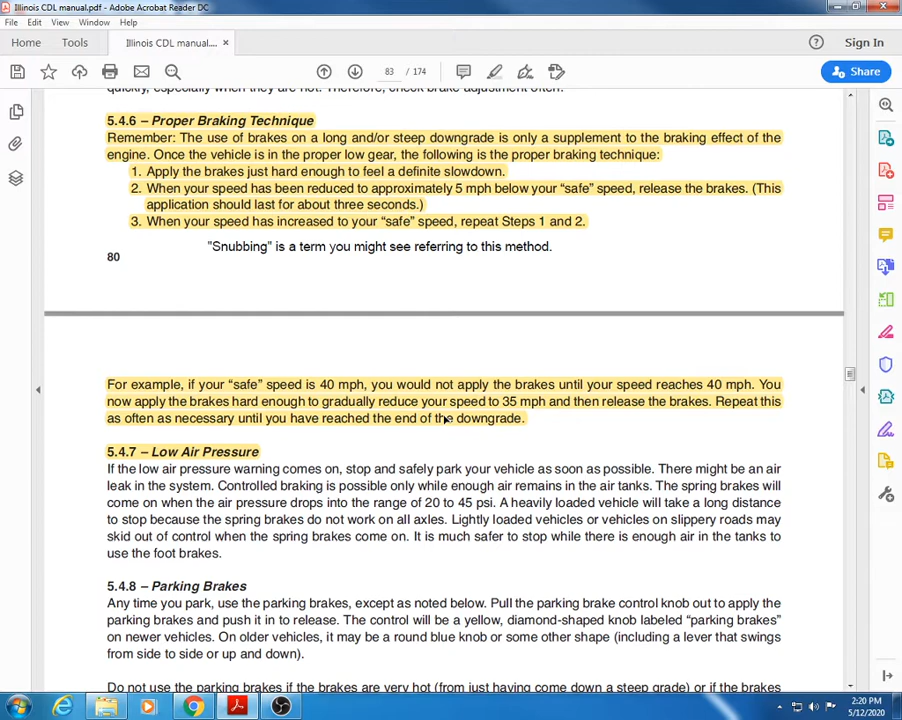 Illinois CDL manual.pdf - Adobe Acrobat Reader DC
File Edit View Window Help
Home Tools Illinois CDL manual.... × Sign In
83 / 174 Share
quickly, especially when they are hot. Therefore, check brake adjustment often.
5.4.6 – Proper Braking Technique
Remember: The use of brakes on a long and/or steep downgrade is only a supplement to the braking effect of the
engine. Once the vehicle is in the proper low gear, the following is the proper braking technique:
1. Apply the brakes just hard enough to feel a definite slowdown.
2. When your speed has been reduced to approximately 5 mph below your “safe” speed, release the brakes. (This
application should last for about three seconds.)
3. When your speed has increased to your “safe” speed, repeat Steps 1 and 2.
"Snubbing" is a term you might see referring to this method.
80
For example, if your “safe” speed is 40 mph, you would not apply the brakes until your speed reaches 40 mph. You
now apply the brakes hard enough to gradually reduce your speed to 35 mph and then release the brakes. Repeat this
as often as necessary until you have reached the end of the downgrade.
5.4.7 – Low Air Pressure
If the low air pressure warning comes on, stop and safely park your vehicle as soon as possible. There might be an air
leak in the system. Controlled braking is possible only while enough air remains in the air tanks. The spring brakes will
come on when the air pressure drops into the range of 20 to 45 psi. A heavily loaded vehicle will take a long distance
to stop because the spring brakes do not work on all axles. Lightly loaded vehicles or vehicles on slippery roads may
skid out of control when the spring brakes come on. It is much safer to stop while there is enough air in the tanks to
use the foot brakes.
5.4.8 – Parking Brakes
Any time you park, use the parking brakes, except as noted below. Pull the parking brake control knob out to apply the
parking brakes and push it in to release. The control will be a yellow, diamond-shaped knob labeled “parking brakes”
on newer vehicles. On older vehicles, it may be a round blue knob or some other shape (including a lever that swings
from side to side or up and down).
Do not use the parking brakes if the brakes are very hot (from just having come down a steep grade) or if the brakes
2:20 PM
5/12/2020